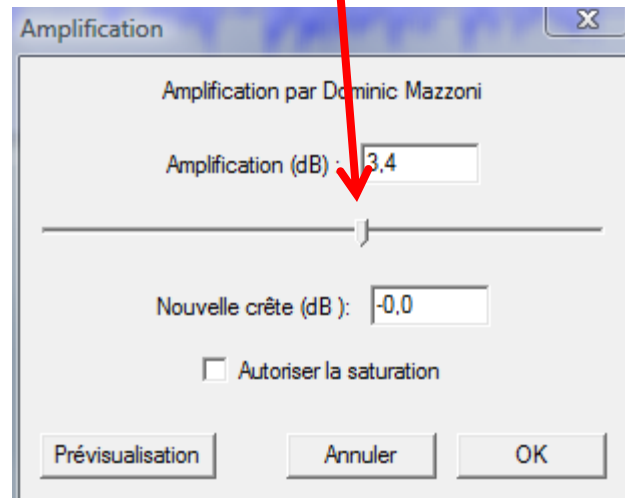 Amplification
Amplification par Dominic Mazzoni
Amplification (dB) : 3,4
Nouvelle crête (dB ): -0,0
Autoriser la saturation
Prévisualisation Annuler OK